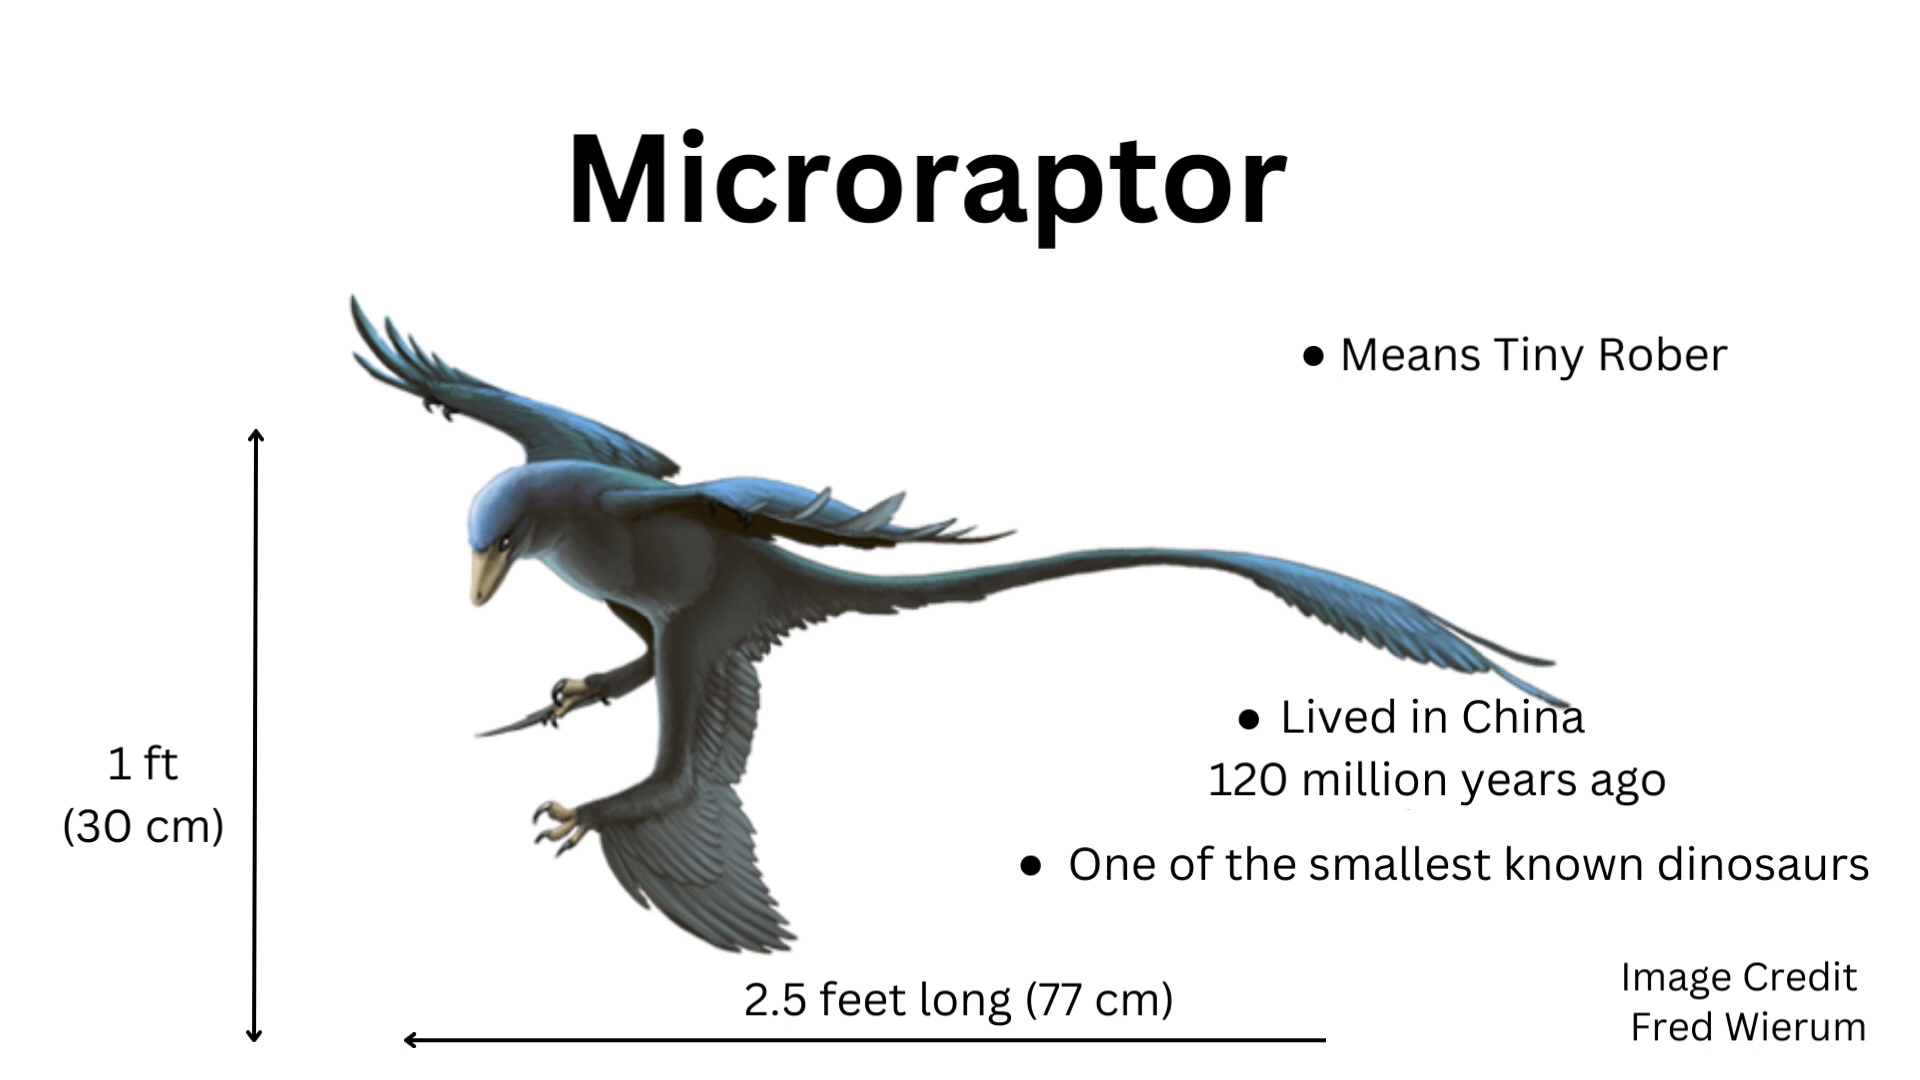 Microraptor
● Means Tiny Rober
● Lived in China
120 million years ago
1 ft
(30 cm)
● One of the smallest known dinosaurs
2.5 feet long (77 cm)
Image Credit
Fred Wierum